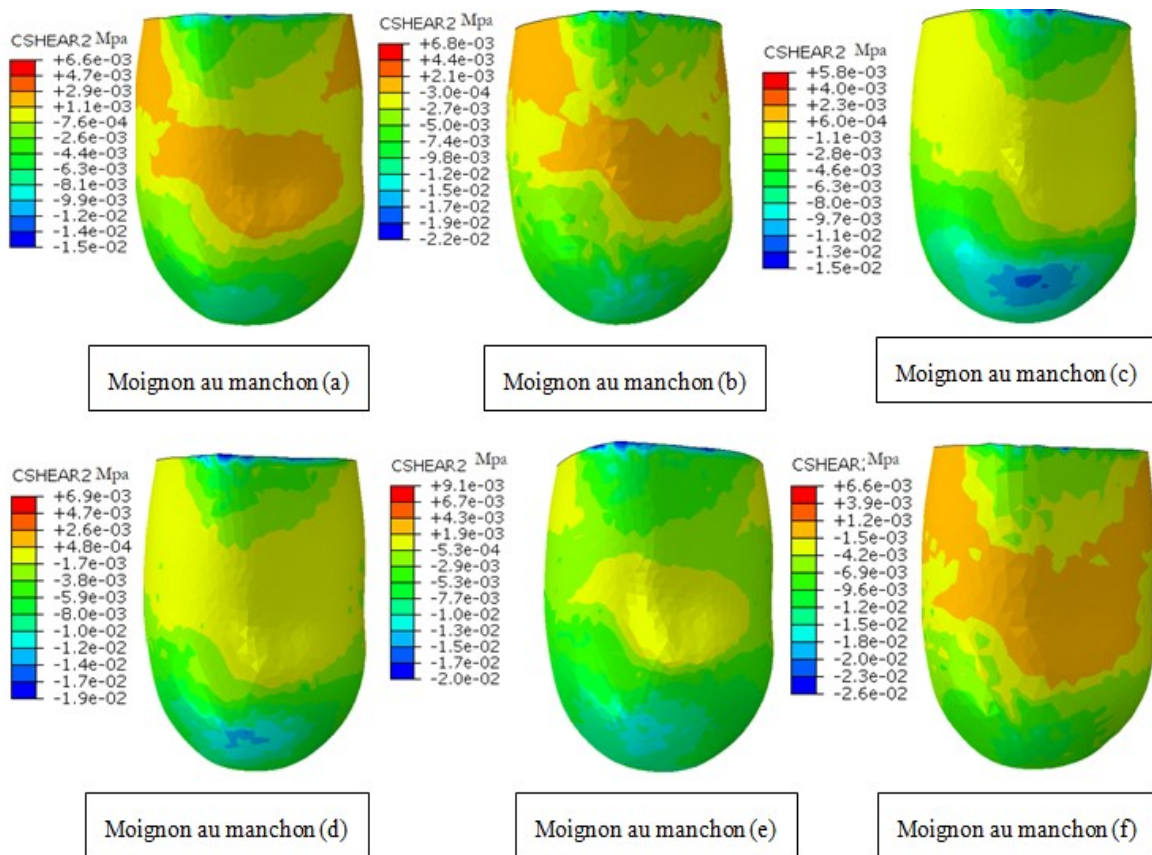 CSHEAR2 Mpa
+6.6e-03
+4.7e-03
+2.9e-03
+1.1e-03
-7.6e-04
-2.6e-03
-4.4e-03
-6.3e-03
-8.1e-03
-9.9e-03
-1.2e-02
-1.4e-02
-1.5e-02
Moignon au manchon (a)
CSHEAR2 Mpa
+6.8e-03
+4.4e-03
+2.1e-03
-3.0e-04
-2.7e-03
-5.0e-03
-7.4e-03
-9.8e-03
-1.2e-02
-1.5e-02
-1.7e-02
-1.9e-02
-2.2e-02
Moignon au manchon (b)
CSHEAR2 Mpa
+5.8e-03
+4.0e-03
+2.3e-03
+6.0e-04
-1.1e-03
-2.8e-03
-4.6e-03
-6.3e-03
-8.0e-03
-9.7e-03
-1.1e-02
-1.3e-02
-1.5e-02
Moignon au manchon (c)
CSHEAR2 Mpa
+6.9e-03
+4.7e-03
+2.6e-03
+4.8e-04
-1.7e-03
-3.8e-03
-5.9e-03
-8.0e-03
-1.0e-02
-1.2e-02
-1.4e-02
-1.7e-02
-1.9e-02
Moignon au manchon (d)
CSHEAR2 Mpa
+9.1e-03
+6.7e-03
+4.3e-03
+1.9e-03
-5.3e-04
-2.9e-03
-5.3e-03
-7.7e-03
-1.0e-02
-1.3e-02
-1.5e-02
-1.7e-02
-2.0e-02
Moignon au manchon (e)
CSHEAR: Mpa
+6.6e-03
+3.9e-03
+1.2e-03
-1.5e-03
-4.2e-03
-6.9e-03
-9.6e-03
-1.2e-02
-1.5e-02
-1.8e-02
-2.0e-02
-2.3e-02
-2.6e-02
Moignon au manchon (f)